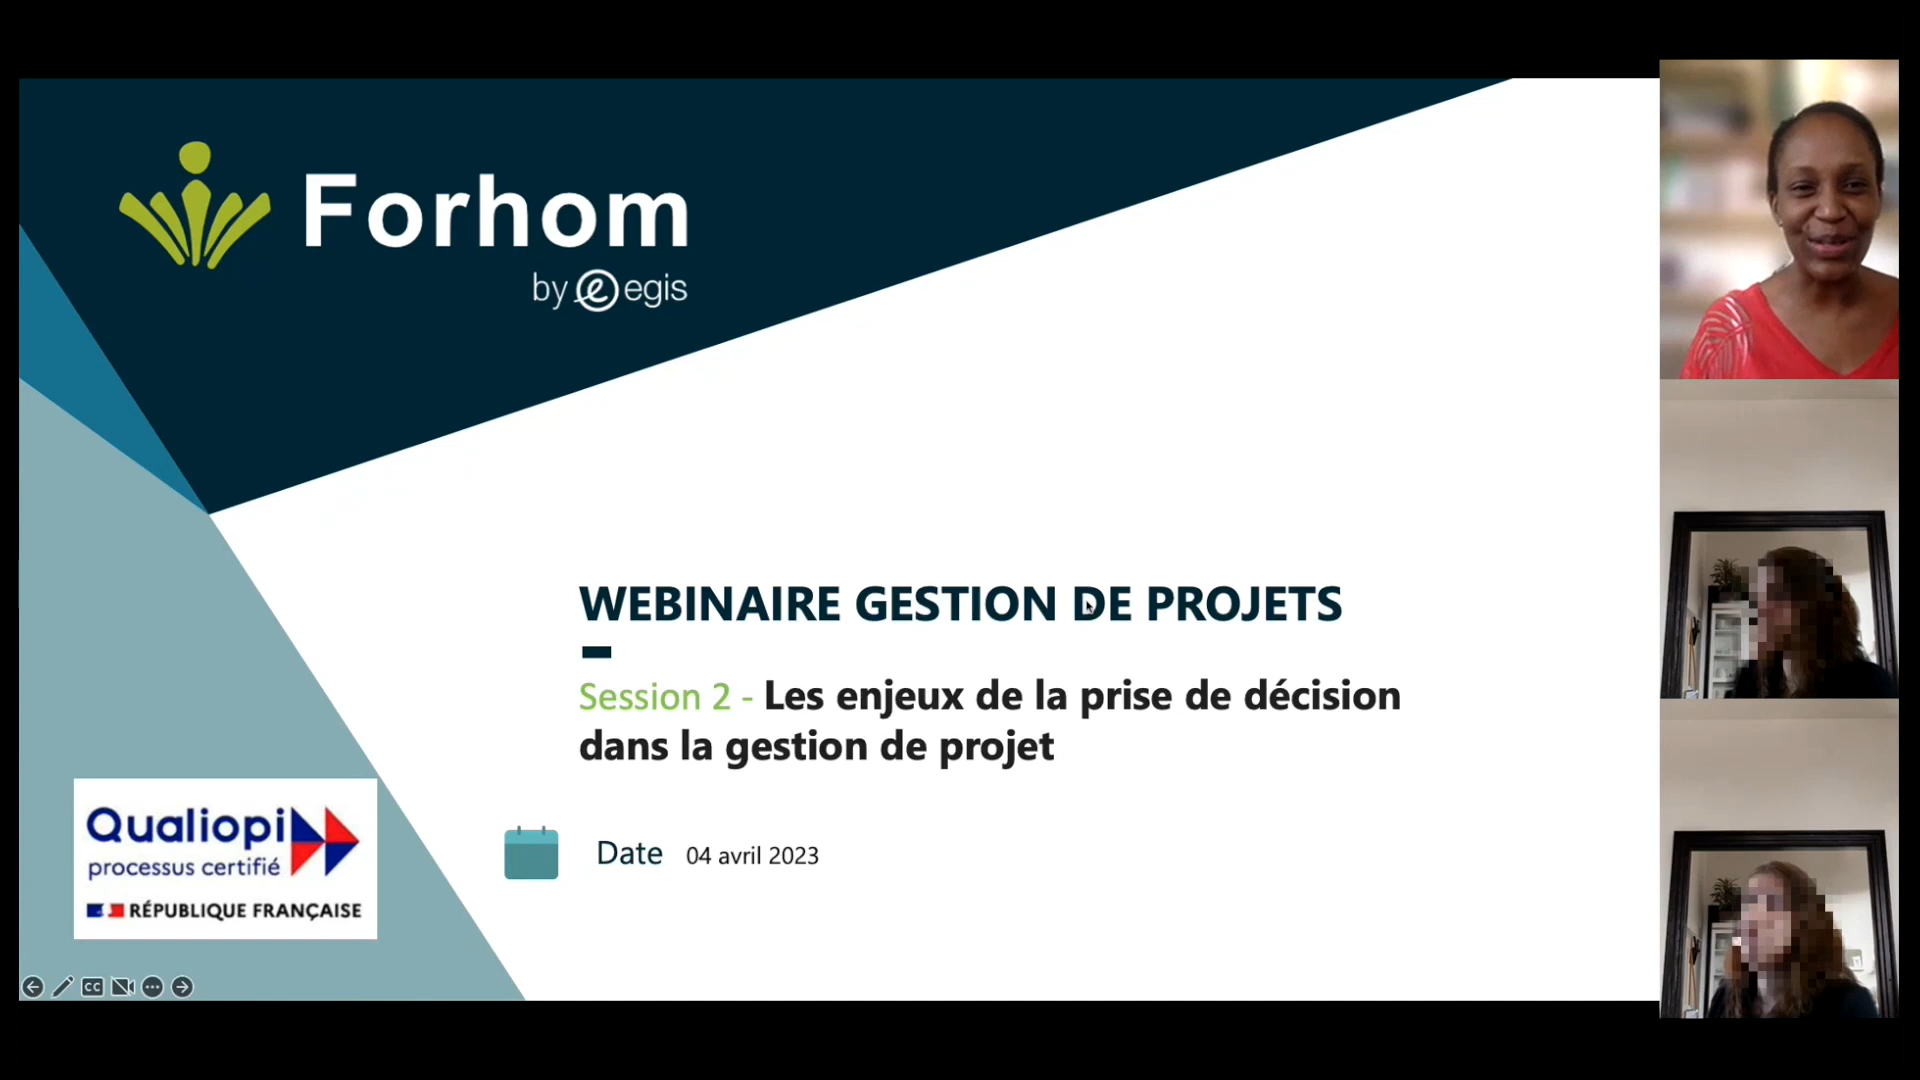 Forhom
by egis
WEBINAIRE GESTION DE PROJETS
Session 2 - Les enjeux de la prise de décision
dans la gestion de projet
Date 04 avril 2023
Qualiopi
processus certifié
RÉPUBLIQUE FRANÇAISE
CC